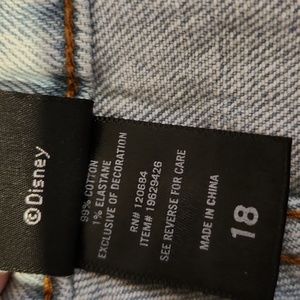 ©Disney
99% COTTON
1% ELASTANE
EXCLUSIVE OF DECORATION
RN# 120684
ITEM# 19629426
SEE REVERSE FOR CARE
MADE IN CHINA
18